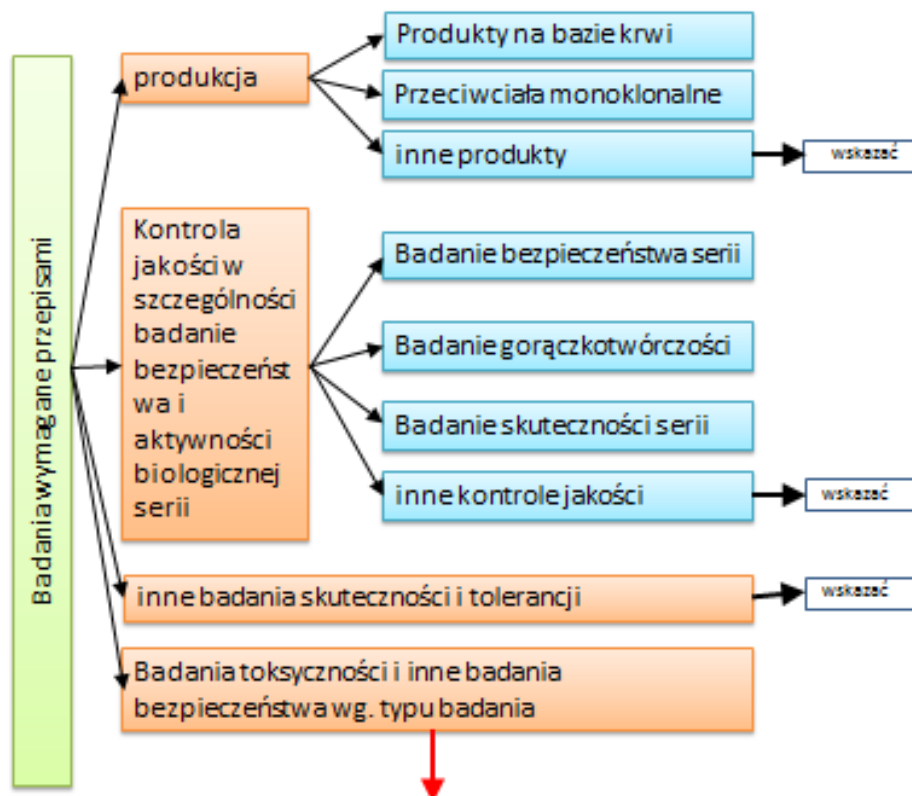 Badania wymagane przepisami
produkcja
Produkty na bazie krwi
Przeciwciała monoklonalne
inne produkty
wskazać
Kontrola
jakości w
szczególności
badanie
bezpieczeńst
wa i
aktywności
biologicznej
serii
Badanie bezpieczeństwa serii
Badanie gorączkotwórczości
Badanie skuteczności serii
inne kontrole jakości
wskazać
inne badania skuteczności i tolerancji
wskazać
Badania toksyczności i inne badania
bezpieczeństwa wg. typu badania